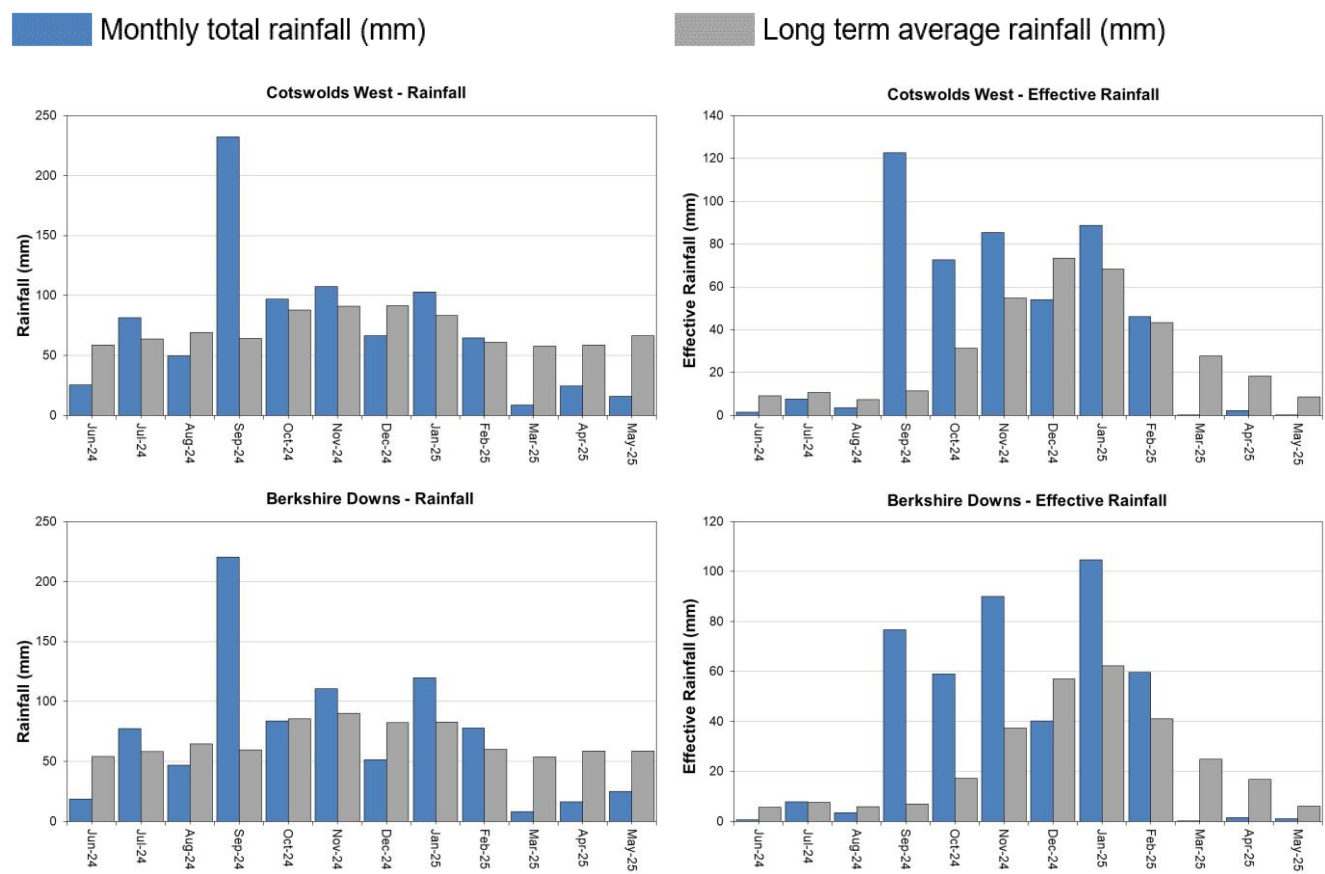 Monthly total rainfall (mm)
Long term average rainfall (mm)
Cotswolds West - Rainfall
Rainfall (mm)
250
200
150
100
50
0
Jun-24
Jul-24
Aug-24
Sep-24
Oct-24
Nov-24
Dec-24
Jan-25
Feb-25
Mar-25
Apr-25
May-25
Cotswolds West - Effective Rainfall
Effective Rainfall (mm)
140
120
100
80
60
40
20
0
Jun-24
Jul-24
Aug-24
Sep-24
Oct-24
Nov-24
Dec-24
Jan-25
Feb-25
Mar-25
Apr-25
May-25
Berkshire Downs - Rainfall
Rainfall (mm)
250
200
150
100
50
0
Jun-24
Jul-24
Aug-24
Sep-24
Oct-24
Nov-24
Dec-24
Jan-25
Feb-25
Mar-25
Apr-25
May-25
Berkshire Downs - Effective Rainfall
Effective Rainfall (mm)
120
100
80
60
40
20
0
Jun-24
Jul-24
Aug-24
Sep-24
Oct-24
Nov-24
Dec-24
Jan-25
Feb-25
Mar-25
Apr-25
May-25